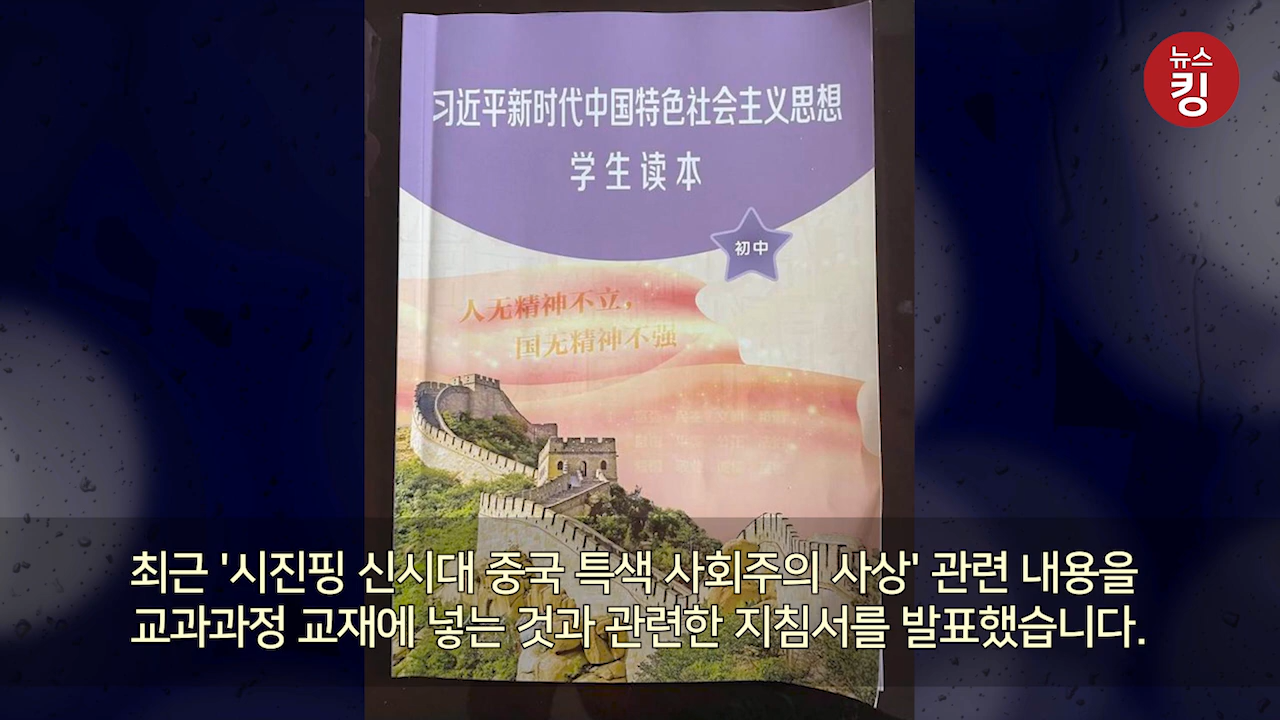 뉴스
킹
习近平新时代中国特色社会主义思想
学生读本
初中
人无精神不立，
国无精神不强
최근 '시진핑 신시대 중국 특색 사회주의 사상' 관련 내용을
교과과정 교재에 넣는 것과 관련한 지침서를 발표했습니다.